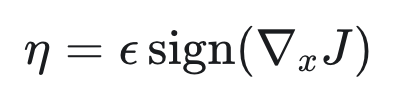 η = ϵ sign(∇ₓJ)